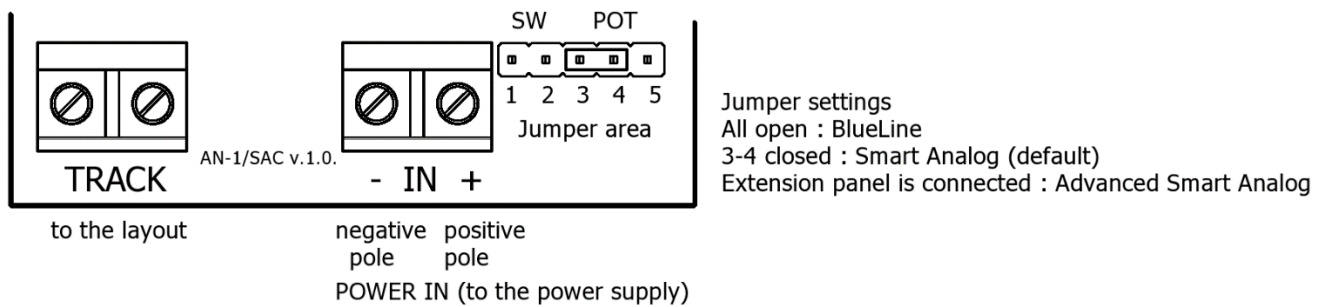 SW POT
1 2 3 4 5
Jumper area
AN-1/SAC v.1.0.
TRACK
- IN +
to the layout
negative pole
positive pole
POWER IN (to the power supply)
Jumper settings
All open : BlueLine
3-4 closed : Smart Analog (default)
Extension panel is connected : Advanced Smart Analog